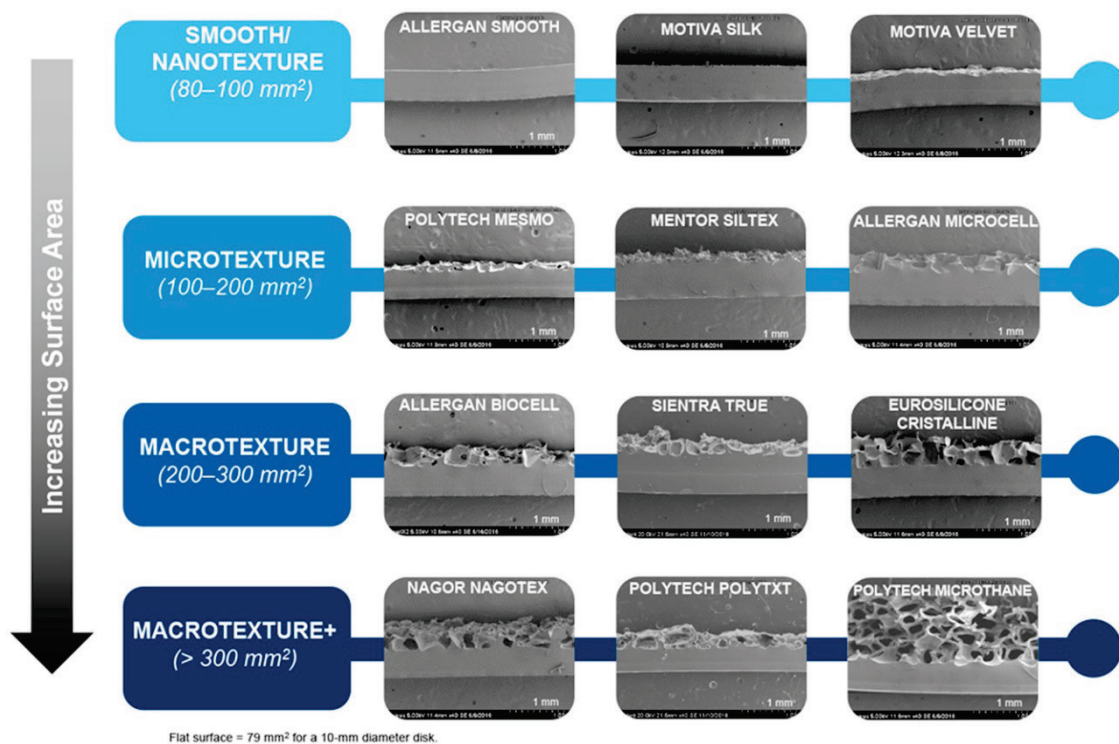 Increasing Surface Area
SMOOTH/
NANOTEXTURE
(80–100 mm²)
ALLERGAN SMOOTH
1 mm
MOTIVA SILK
1 mm
MOTIVA VELVET
1 mm
MICROTEXTURE
(100–200 mm²)
POLYTECH MESMO
1 mm
MENTOR SILTEX
1 mm
ALLERGAN MICROCELL
1 mm
MACROTEXTURE
(200–300 mm²)
ALLERGAN BIOCELL
1 mm
SIENTRA TRUE
1 mm
EUROSILICONE
CRISTALLINE
1 mm
MACROTEXTURE+
(> 300 mm²)
NAGOR NAGOTEX
1 mm
POLYTECH POLYTXT
1 mm
POLYTECH MICROTHANE
1 mm
Flat surface = 79 mm² for a 10-mm diameter disk.